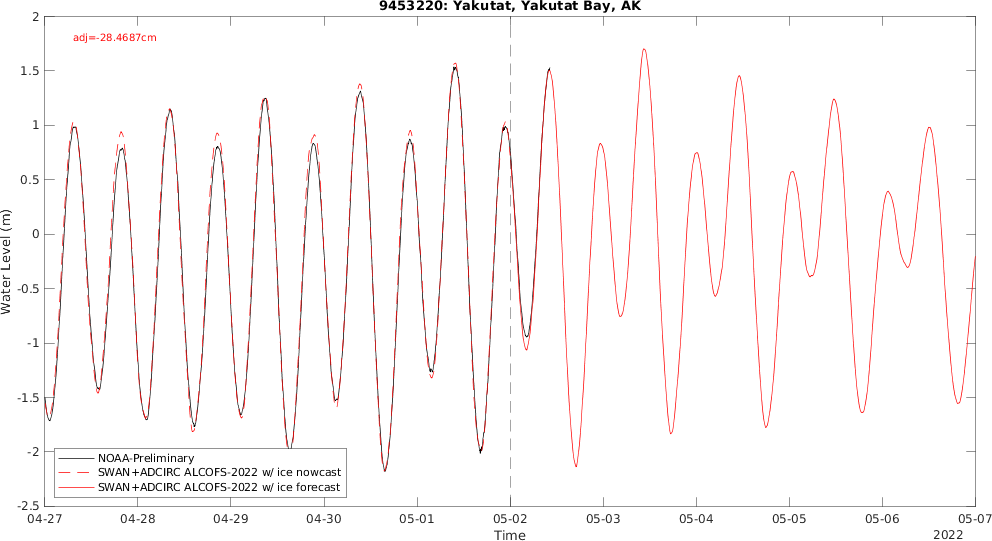 9453220: Yakutat, Yakutat Bay, AK
adj=-28.4687cm
2
1.5
1
0.5
0
-0.5
-1
-1.5
-2
-2.5
Water Level (m)
NOAA-Preliminary
SWAN+ADCIRC ALCOFS-2022 w/ ice nowcast
SWAN+ADCIRC ALCOFS-2022 w/ ice forecast
04-27 04-28 04-29 04-30 05-01 05-02 05-03 05-04 05-05 05-06 05-07
Time
2022